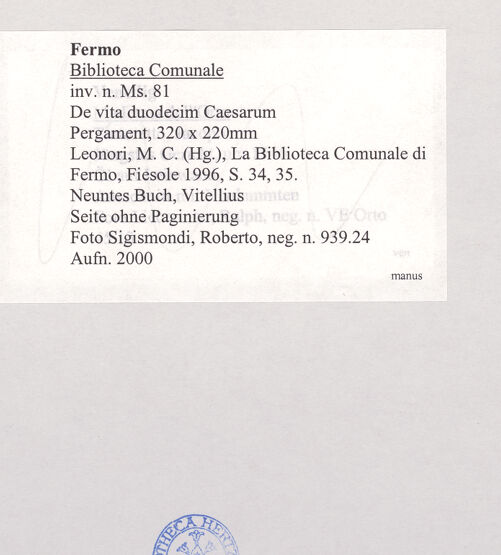 Fermo
Biblioteca Comunale
inv. n. Ms. 81
De vita duodecim Caesarum
Pergament, 320 x 220mm
Leonori, M. C. (Hg.), La Biblioteca Comunale di
Fermo, Fiesole 1996, S. 34, 35.
Neuntes Buch, Vitellius
Seite ohne Paginierung
Foto Sigismondi, Roberto, neg. n. 939.24
Aufn. 2000
manus